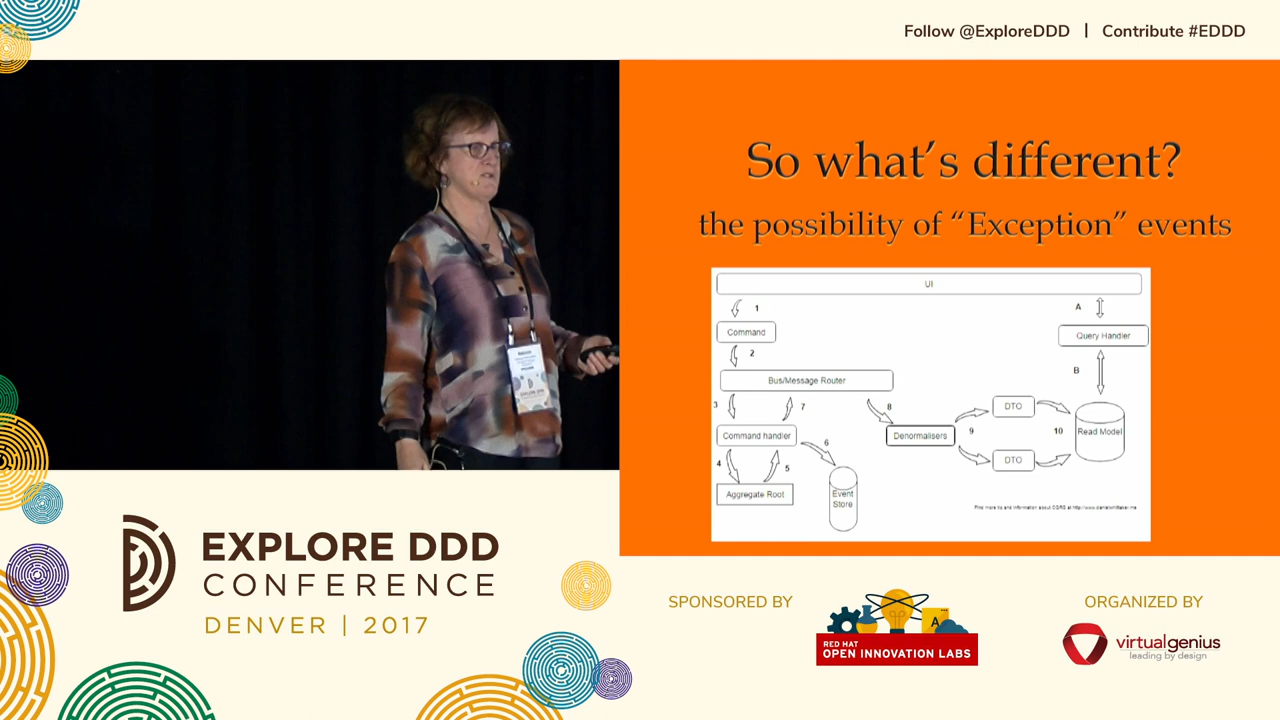 Follow @ExploreDDD | Contribute #EDDD
So what's different?
the possibility of “Exception” events
UI
1
A
Command
Query Handler
2
B
Bus/Message Router
3
7
8
DTO
Command handler
6
Denormalisers
9
10
Read Model
4
5
DTO
Aggregate Root
Event
Store
EXPLORE DDD
CONFERENCE
DENVER | 2017
SPONSORED BY
RED HAT
OPEN INNOVATION LABS
A
ORGANIZED BY
virtualgenius
leading by design